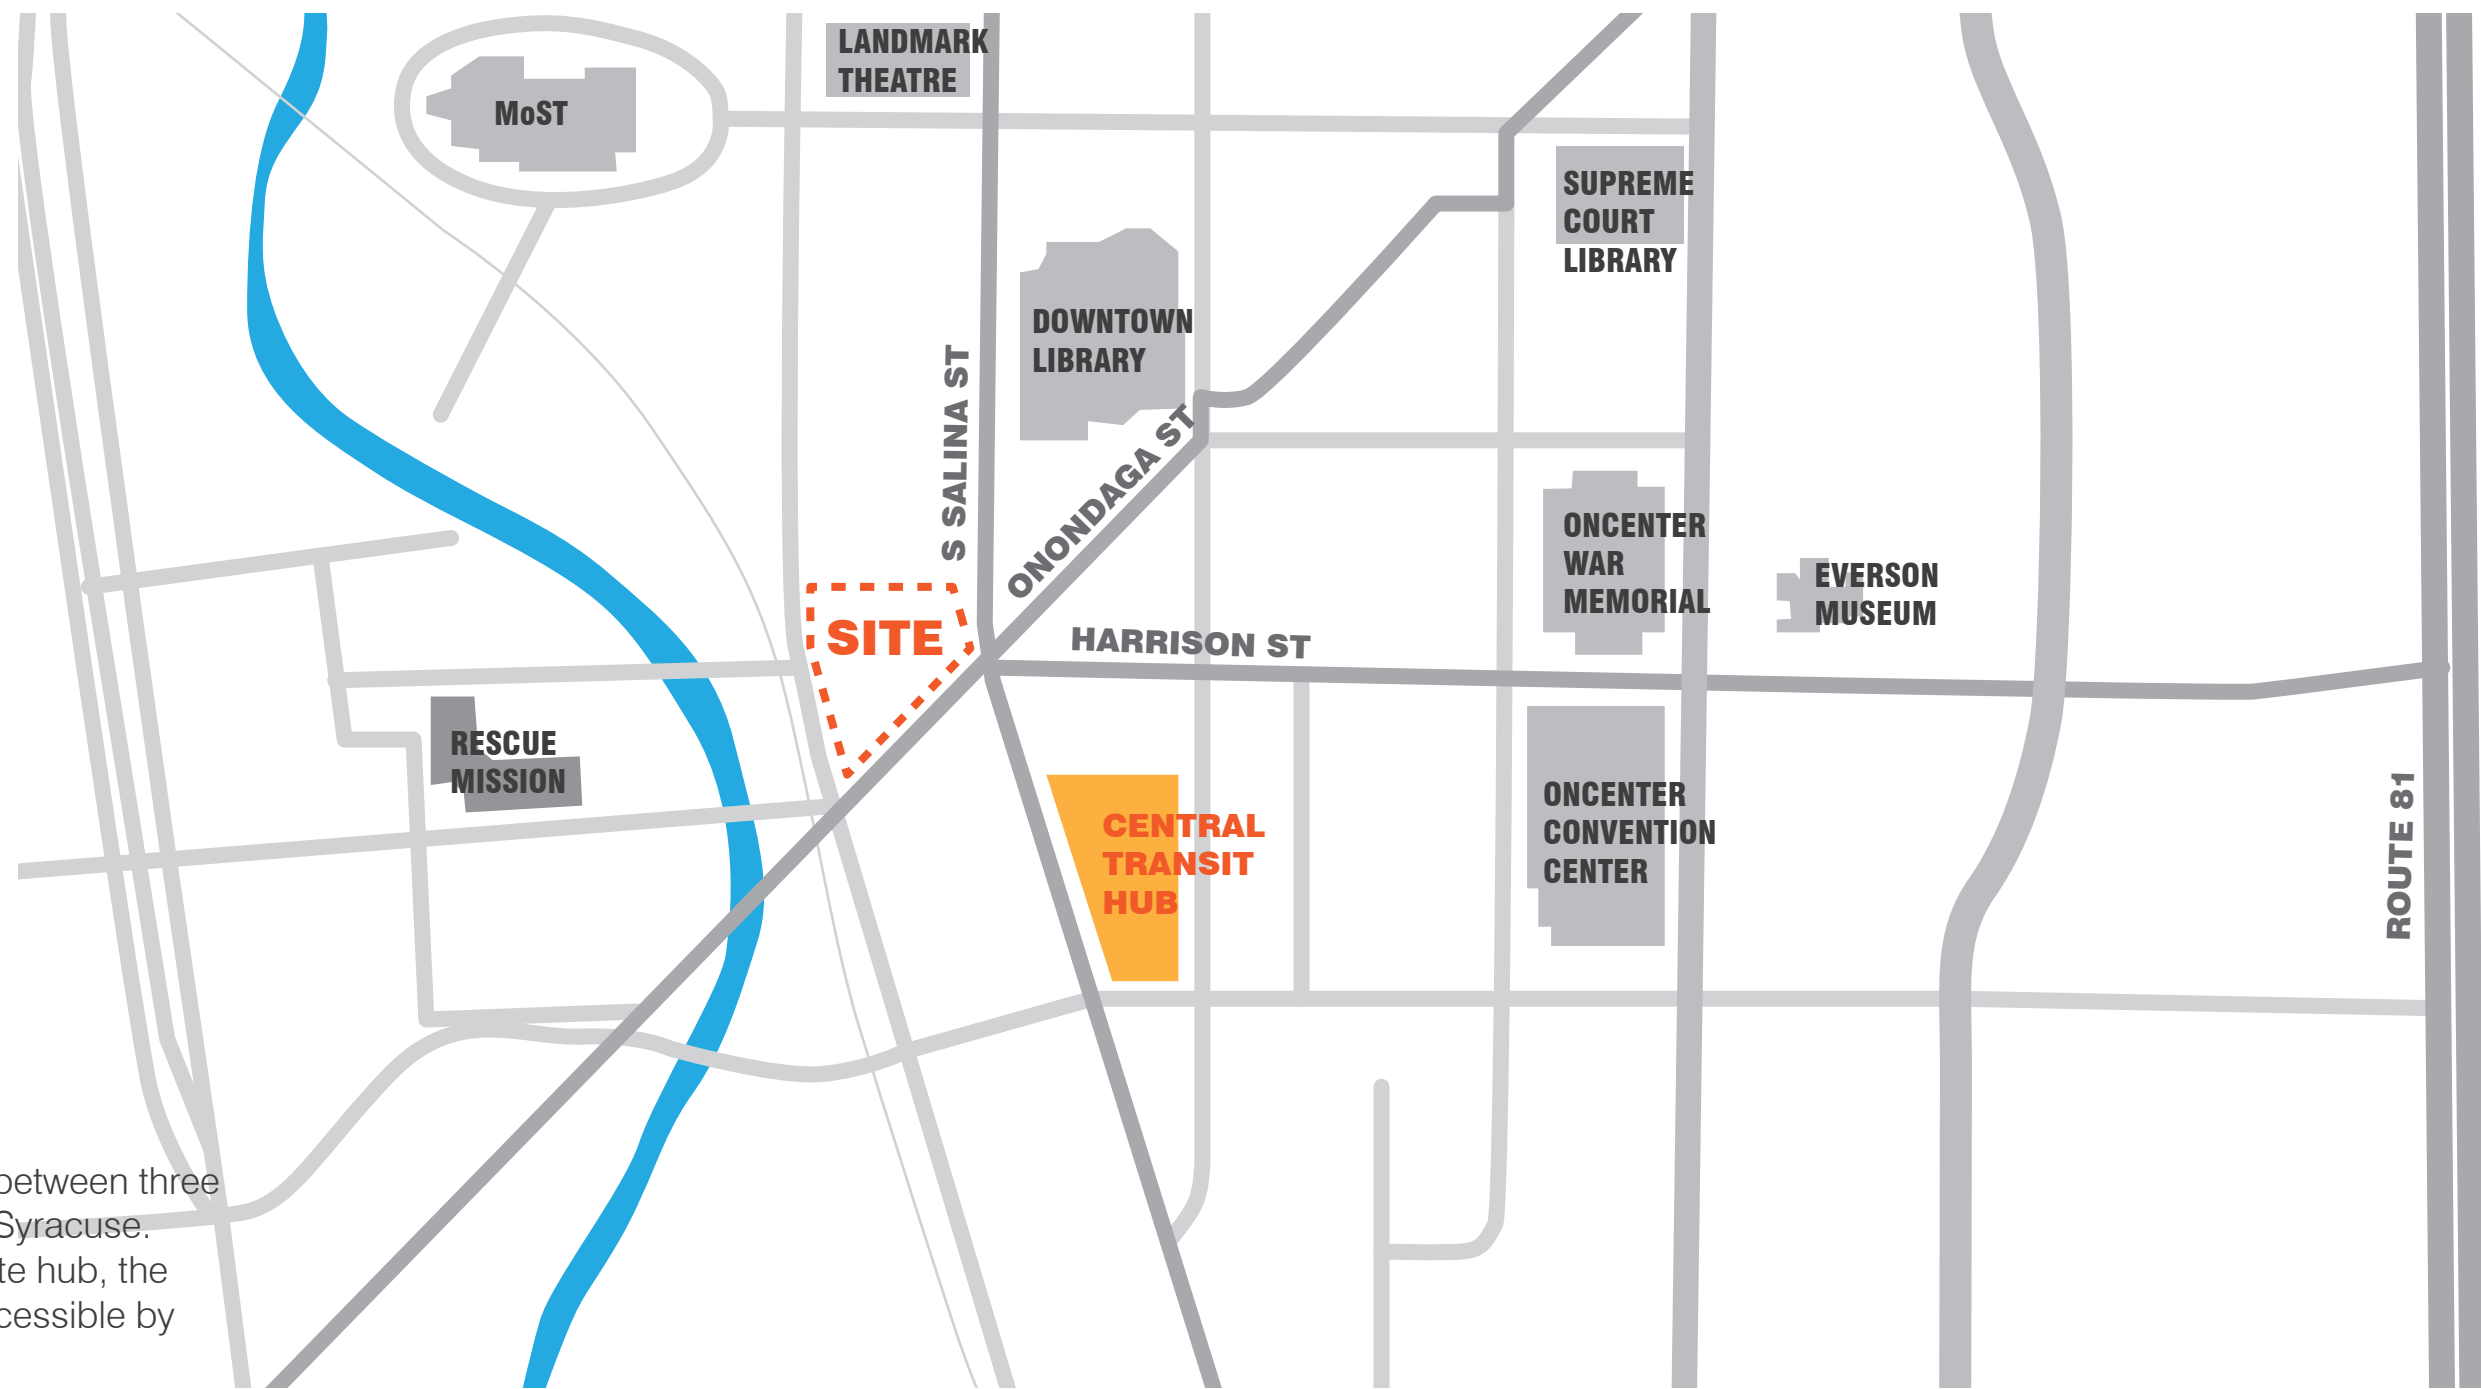 LANDMARK
THEATRE
MoST
SUPREME
COURT
LIBRARY
DOWNTOWN
LIBRARY
S SALINA ST
ONONDAGA ST
ONCENTER
WAR
MEMORIAL
EVERSON
MUSEUM
SITE
HARRISON ST
RESCUE
MISSION
CENTRAL
TRANSIT
HUB
ONCENTER
CONVENTION
CENTER
ROUTE 81
between three
Syracuse.
te hub, the
cessible by